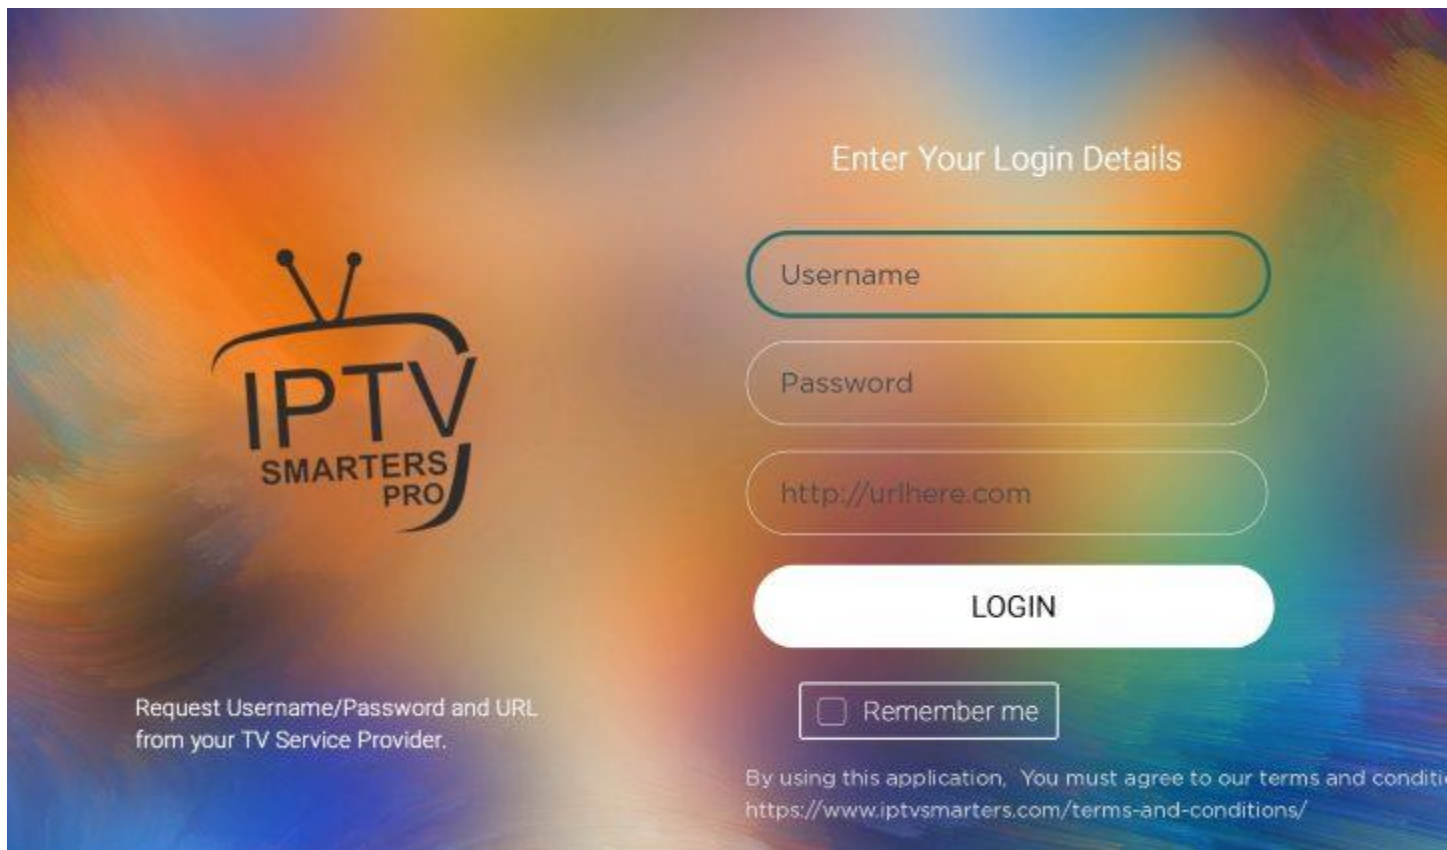 Enter Your Login Details
Username
Password
http://urlhere.com
LOGIN
Remember me
By using this application, You must agree to our terms and
https://www.iptvsmarters.com/terms-and-conditions/
IPTV
SMARTERS
PRO
Request Username/Password and URL
from your TV Service Provider.